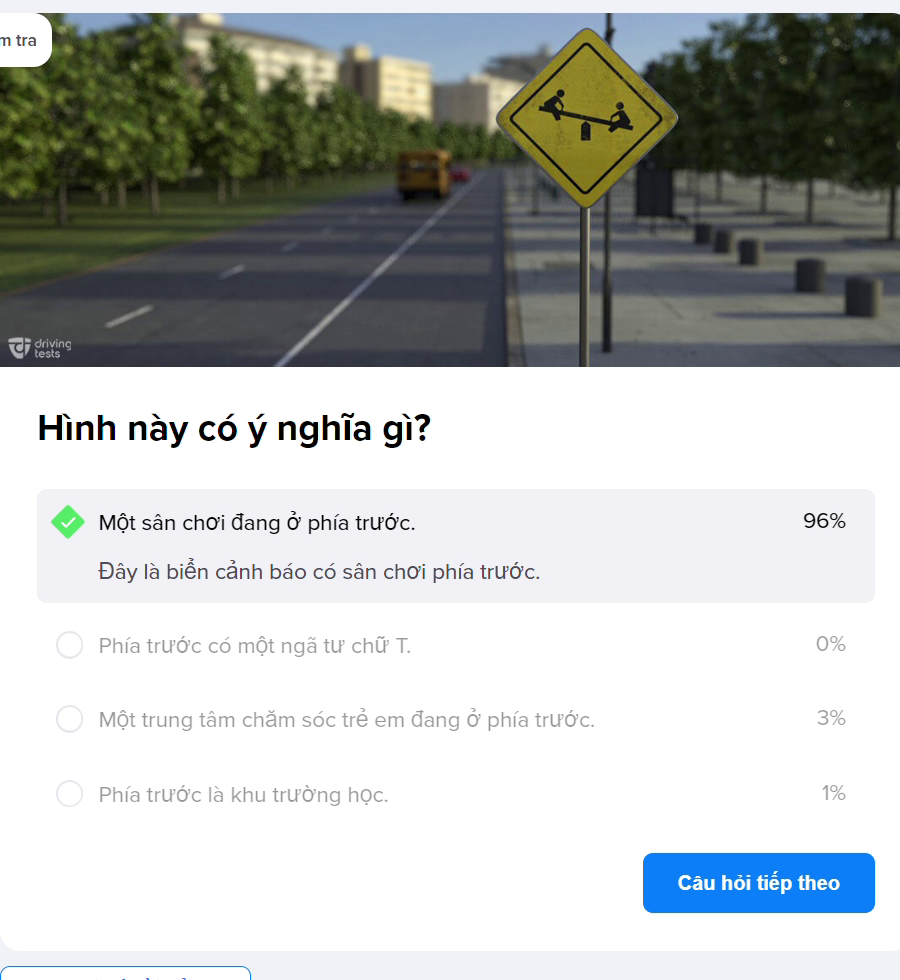 m tra
driving
tests
Hình này có ý nghĩa gì?
Một sân chơi đang ở phía trước.
96%
Đây là biển cảnh báo có sân chơi phía trước.
Phía trước có một ngã tư chữ T.
0%
Một trung tâm chăm sóc trẻ em đang ở phía trước.
3%
Phía trước là khu trường học.
1%
Câu hỏi tiếp theo